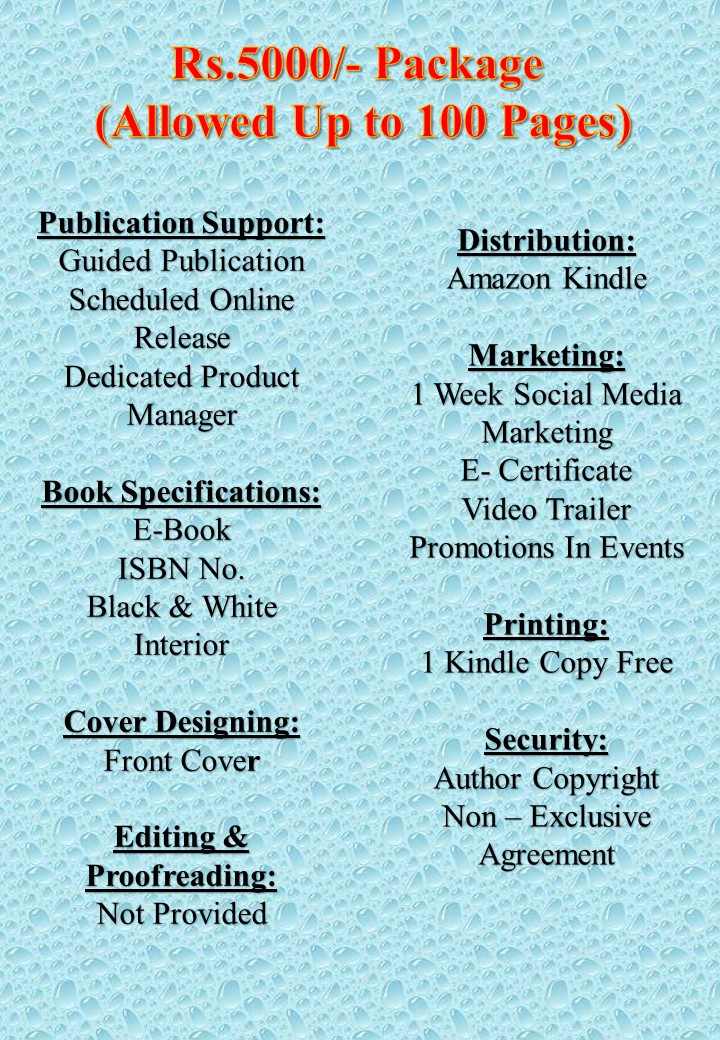 Rs.5000/- Package
(Allowed Up to 100 Pages)
Publication Support:
Guided Publication
Scheduled Online
Release
Dedicated Product
Manager
Book Specifications:
E-Book
ISBN No.
Black & White
Interior
Cover Designing:
Front Cover
Editing &
Proofreading:
Not Provided
Distribution:
Amazon Kindle
Marketing:
1 Week Social Media
Marketing
E- Certificate
Video Trailer
Promotions In Events
Printing:
1 Kindle Copy Free
Security:
Author Copyright
Non – Exclusive
Agreement